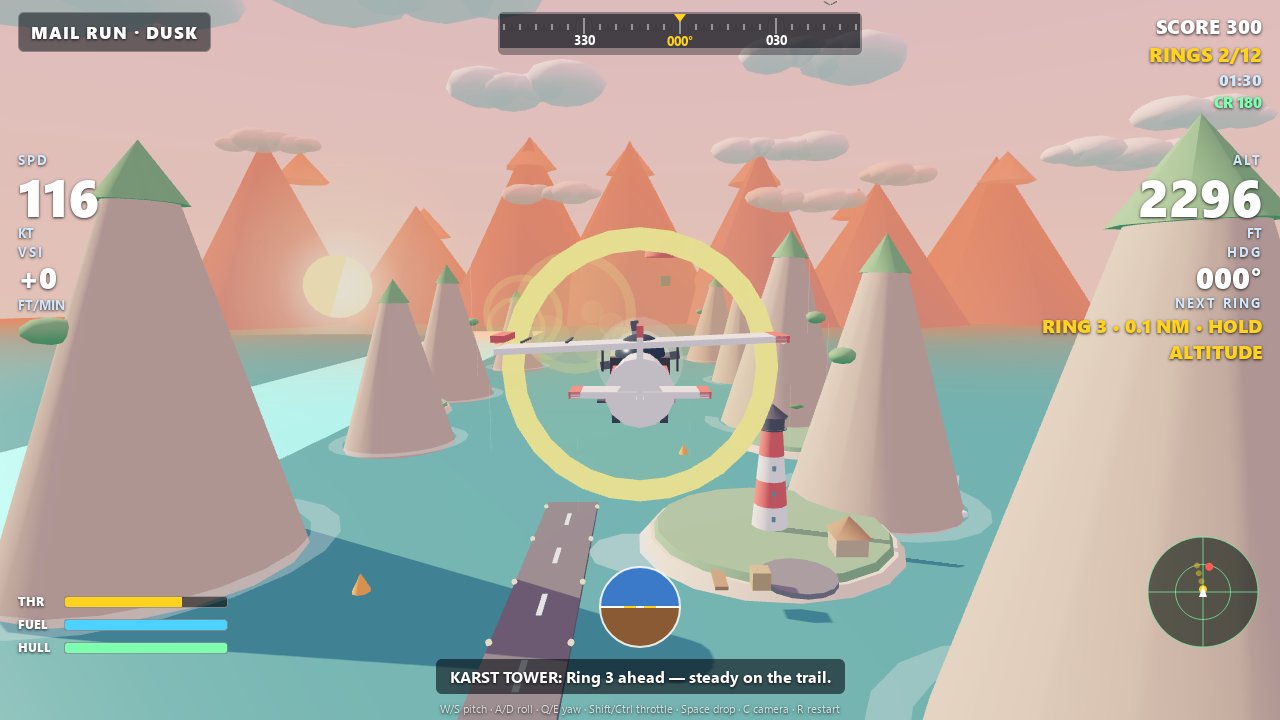 MAIL RUN · DUSK
330
000°
030
SCORE 300
RINGS 2/12
01:30
CR 180
SPD
116
KT
VSI
+0
FT/MIN
ALT
2296
FT
HDG
000°
NEXT RING
RING 3 • 0.1 NM • HOLD
ALTITUDE
THR
FUEL
HULL
KARST TOWER: Ring 3 ahead — steady on the trail.
W/S pitch · A/D roll · Q/E yaw · Shift/Ctrl throttle · Space drop · C camera · R restart